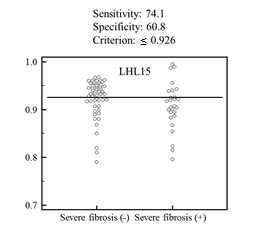 Sensitivity: 74.1
Specificity: 60.8
Criterion: ≤ 0.926
1.0
LHL15
0.9
0.8
0.7
Severe fibrosis (-) Severe fibrosis (+)